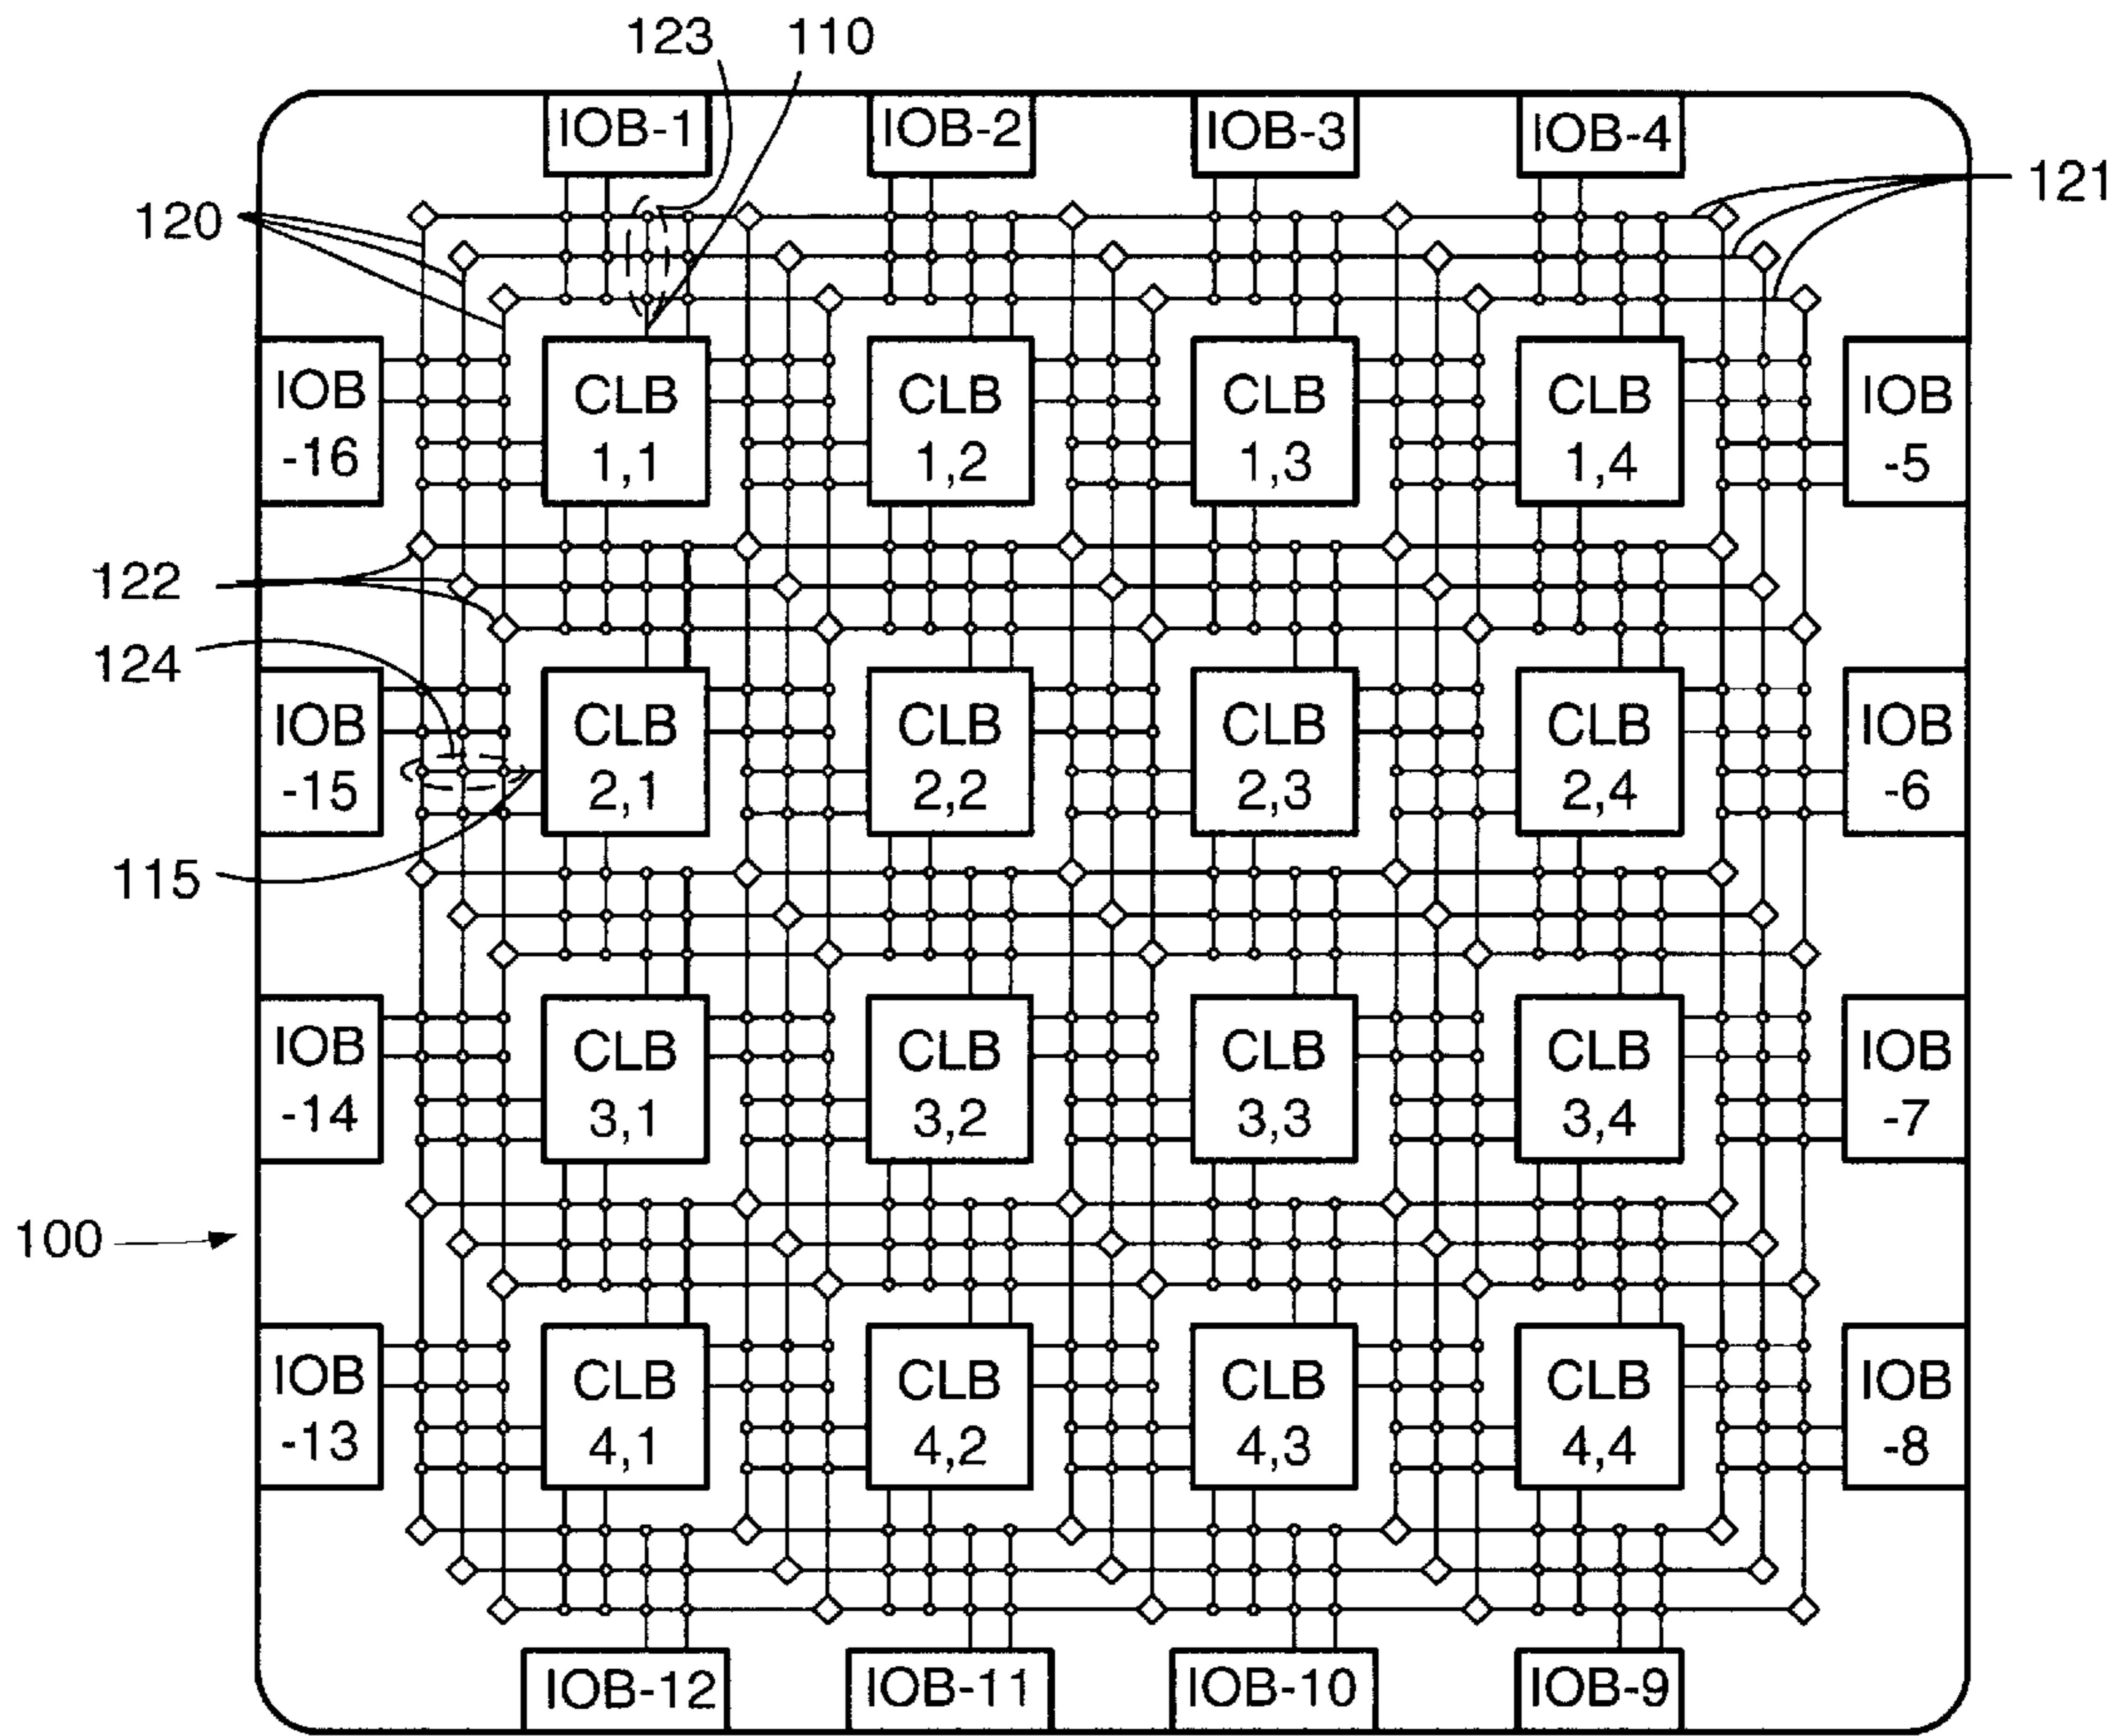 123 110
IOB-1 IOB-2 IOB-3 IOB-4
121
120
IOB CLB CLB CLB CLB IOB
-16 1,1 1,2 1,3 1,4 -5
122
124
IOB CLB CLB CLB CLB IOB
-15 2,1 2,2 2,3 2,4 -6
115
IOB CLB CLB CLB CLB IOB
-14 3,1 3,2 3,3 3,4 -7
100
IOB CLB CLB CLB CLB IOB
-13 4,1 4,2 4,3 4,4 -8
IOB-12 IOB-11 IOB-10 IOB-9